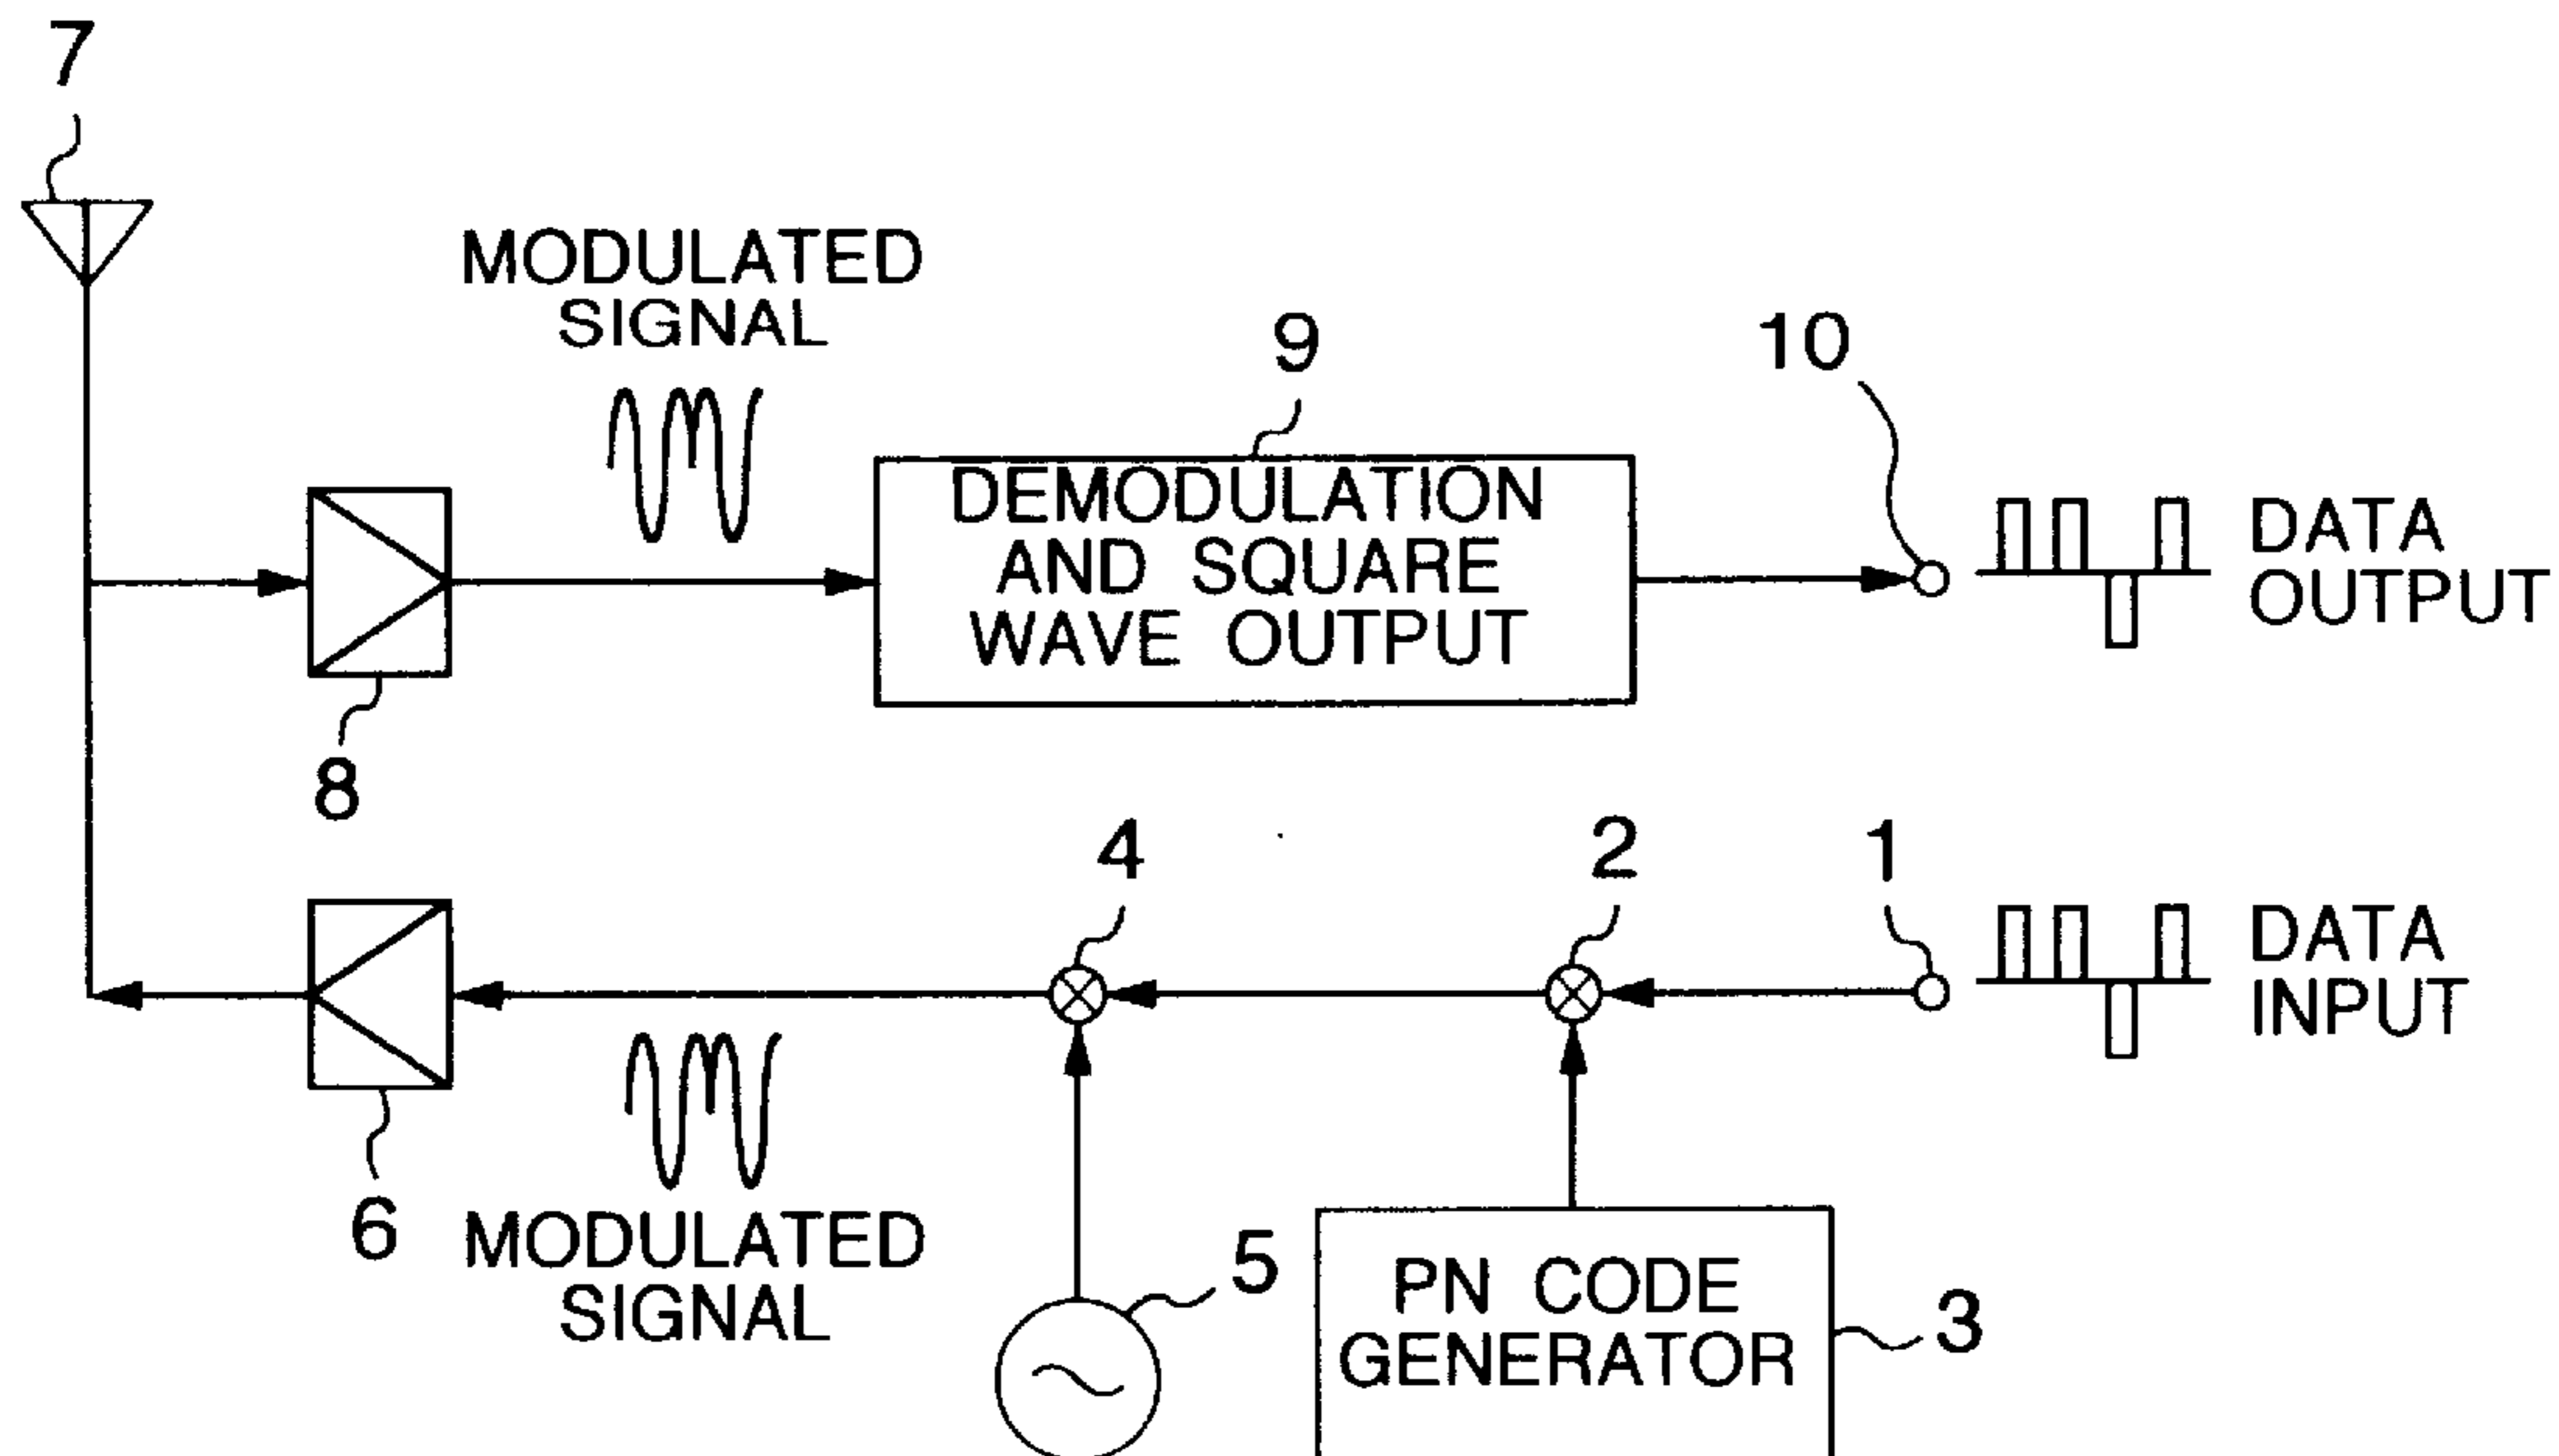 7
MODULATED
SIGNAL
9
10
DEMODULATION
AND SQUARE
WAVE OUTPUT
DATA
OUTPUT
8
4
2
1
DATA
INPUT
6
MODULATED
SIGNAL
5
PN CODE
GENERATOR
3